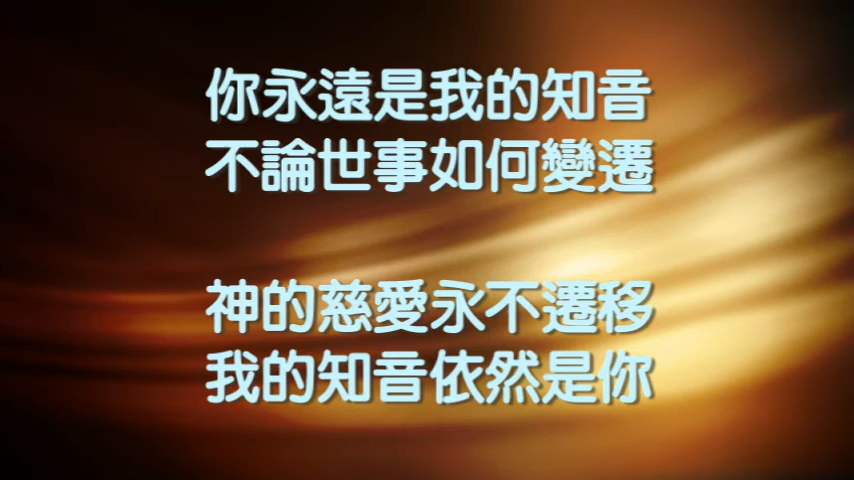 你永遠是我的知音
不論世事如何變遷
神的慈愛永不遷移
我的知音依然是你